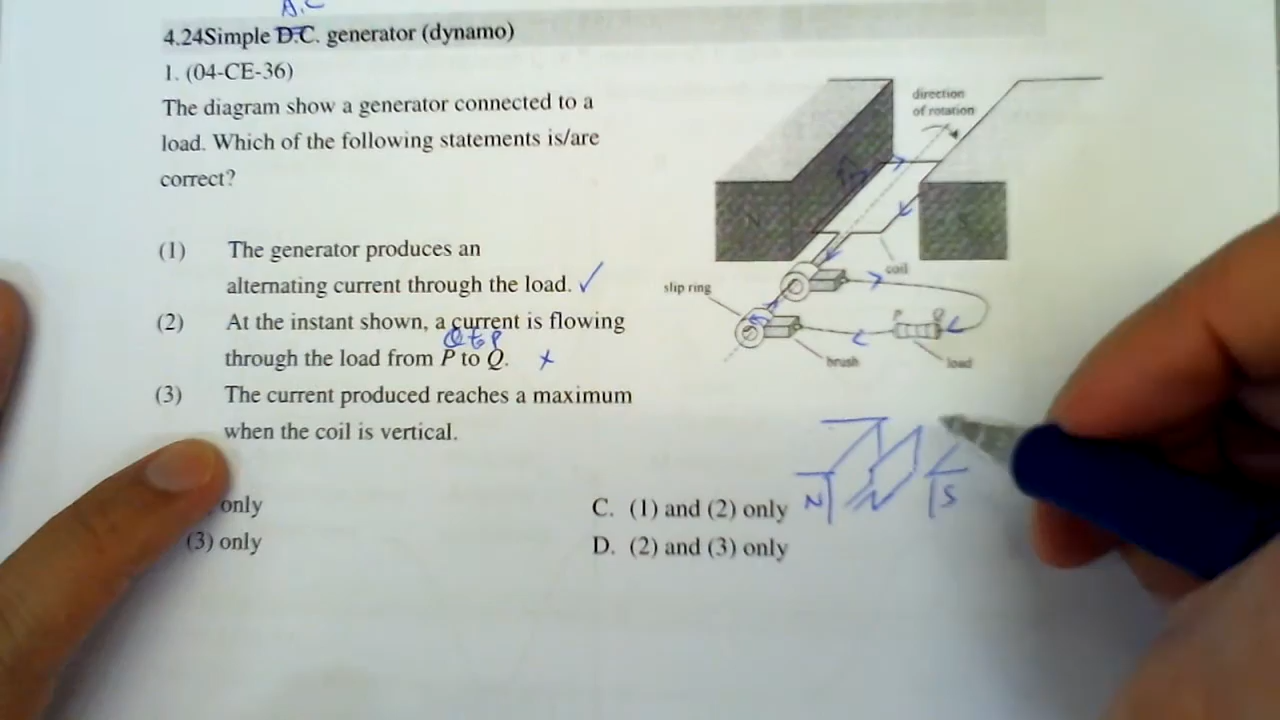 A.C
4.24Simple D.C. generator (dynamo)
1. (04-CE-36)
The diagram show a generator connected to a
load. Which of the following statements is/are
correct?
(1) The generator produces an
alternating current through the load. ✓
(2) At the instant shown, a current is flowing
Q to P
through the load from P to Q. ✗
(3) The current produced reaches a maximum
when the coil is vertical.
only
(3) only
C. (1) and (2) only
D. (2) and (3) only
direction
of rotation
N
coil
slip ring
P Q
brush
load
N
S